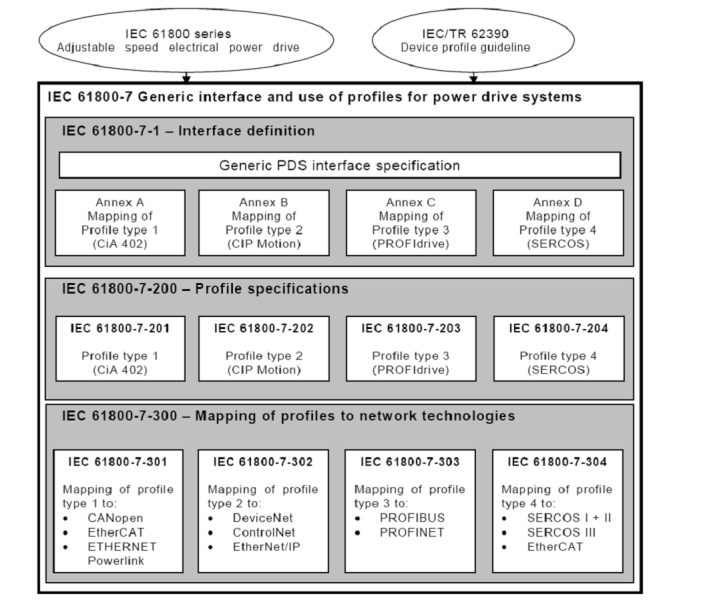 IEC 61800 series
Adjustable speed electrical power drive
IEC/TR 62390
Device profile guideline
IEC 61800-7 Generic interface and use of profiles for power drive systems
IEC 61800-7-1 – Interface definition
Generic PDS interface specification
Annex A
Mapping of
Profile type 1
(CiA 402)
Annex B
Mapping of
Profile type 2
(CIP Motion)
Annex C
Mapping of
Profile type 3
(PROFIdrive)
Annex D
Mapping of
Profile type 4
(SERCOS)
IEC 61800-7-200 – Profile specifications
IEC 61800-7-201
Profile type 1
(CiA 402)
IEC 61800-7-202
Profile type 2
(CIP Motion)
IEC 61800-7-203
Profile type 3
(PROFIdrive)
IEC 61800-7-204
Profile type 4
(SERCOS)
IEC 61800-7-300 – Mapping of profiles to network technologies
IEC 61800-7-301
Mapping of profile
type 1 to:
• CANopen
• EtherCAT
• ETHERNET
Powerlink
IEC 61800-7-302
Mapping of profile
type 2 to:
• DeviceNet
• ControlNet
• EtherNet/IP
IEC 61800-7-303
Mapping of profile
type 3 to:
• PROFIBUS
• PROFINET
IEC 61800-7-304
Mapping of profile
type 4 to:
• SERCOS I + II
• SERCOS III
• EtherCAT